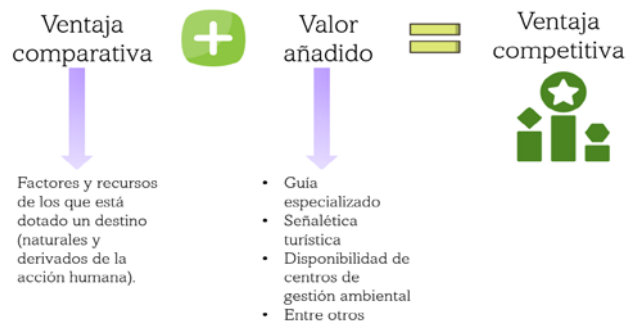 Ventaja
comparativa
Valor
añadido
Ventaja
competitiva
Factores y recursos
de los que está
dotado un destino
(naturales y
derivados de la
acción humana).
• Guía
especializado
• Señalética
turística
• Disponibilidad de
centros de
gestión ambiental
• Entre otros